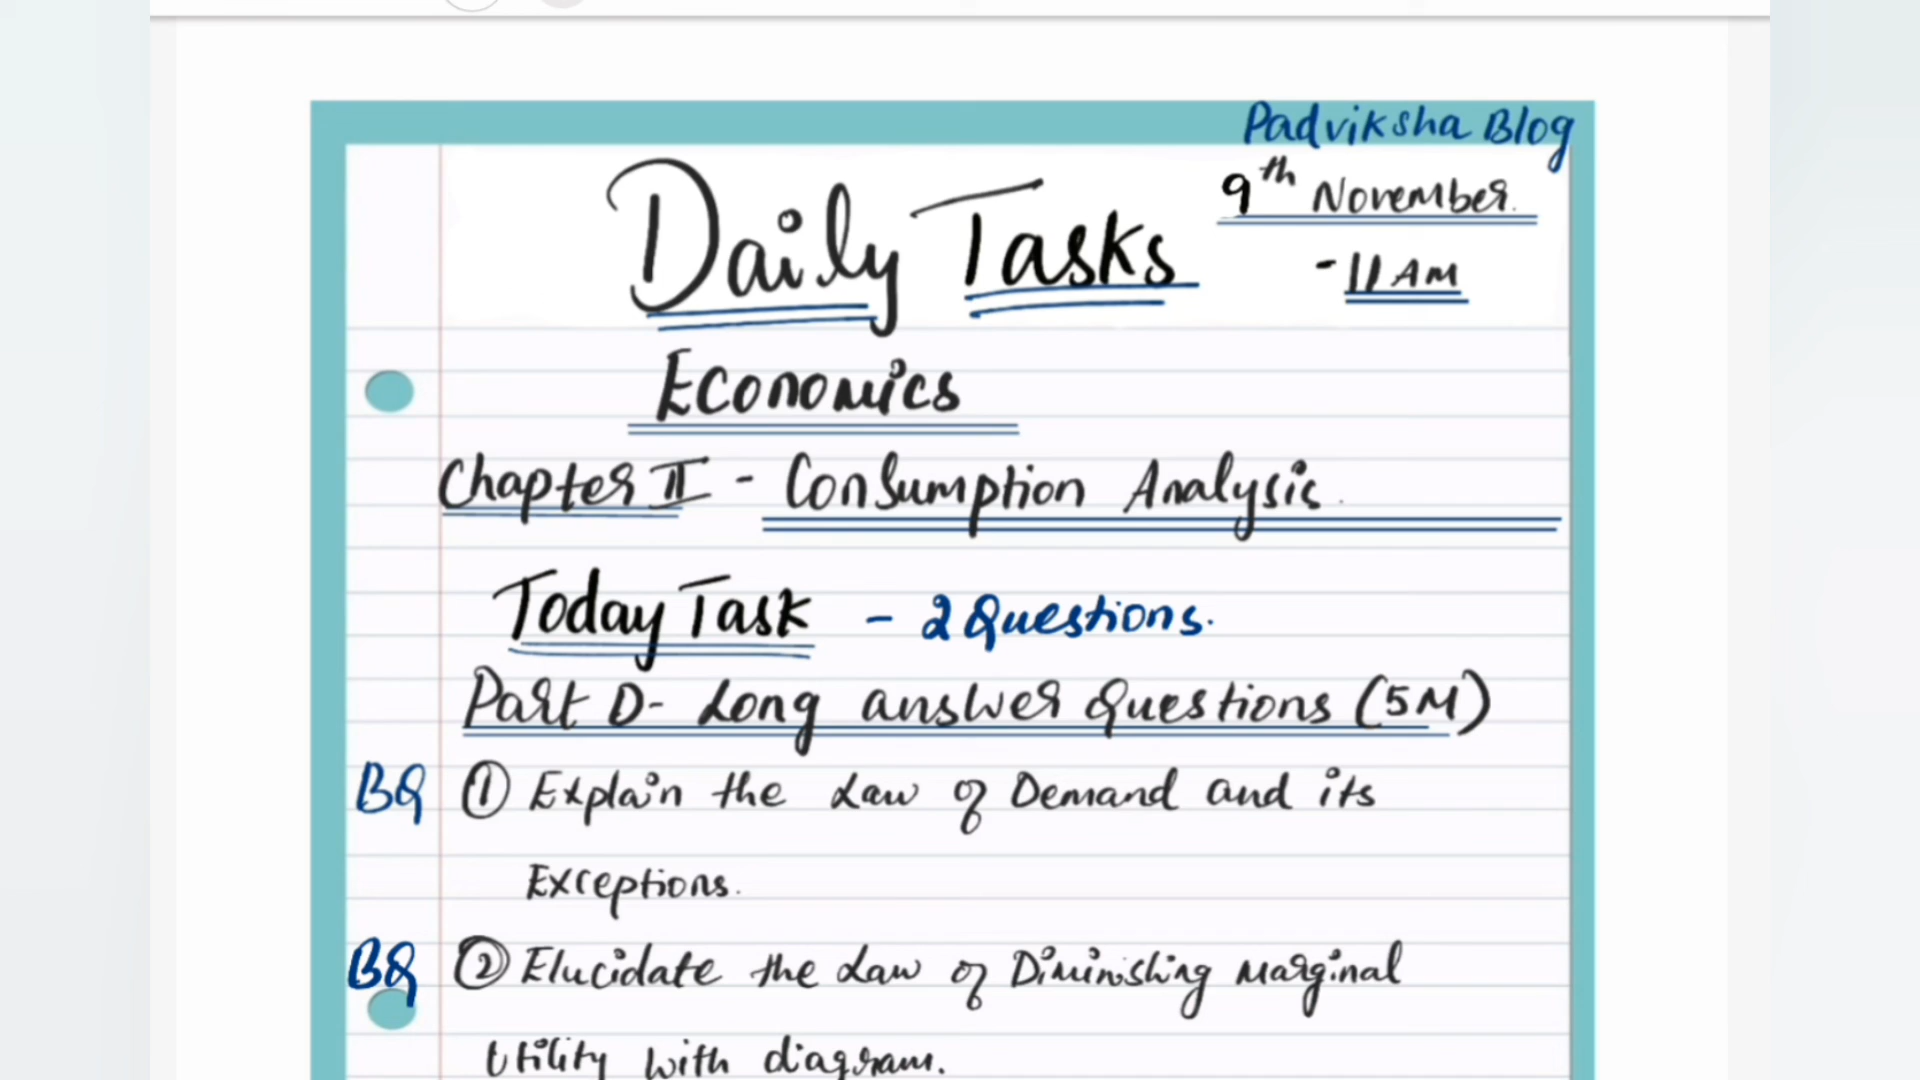 Padviksha Blog
Daily Tasks
9th November.
- 11 AM
Economics
Chapter II - Consumption Analysis.
Today Task - 2 Questions.
Part D- Long answer Questions (5M)
BQ ① Explain the Law of Demand and its
Exceptions.
BQ ② Elucidate the Law of Diminishing Marginal
Utility with diagram.